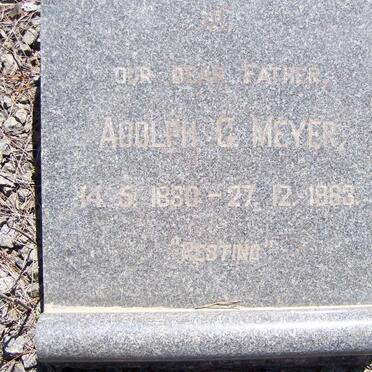 OUR DEAR FATHER,
ADOLPH G. MEYER,
14. 5. 1880 - 27. 12. 1963.
"RESTING"